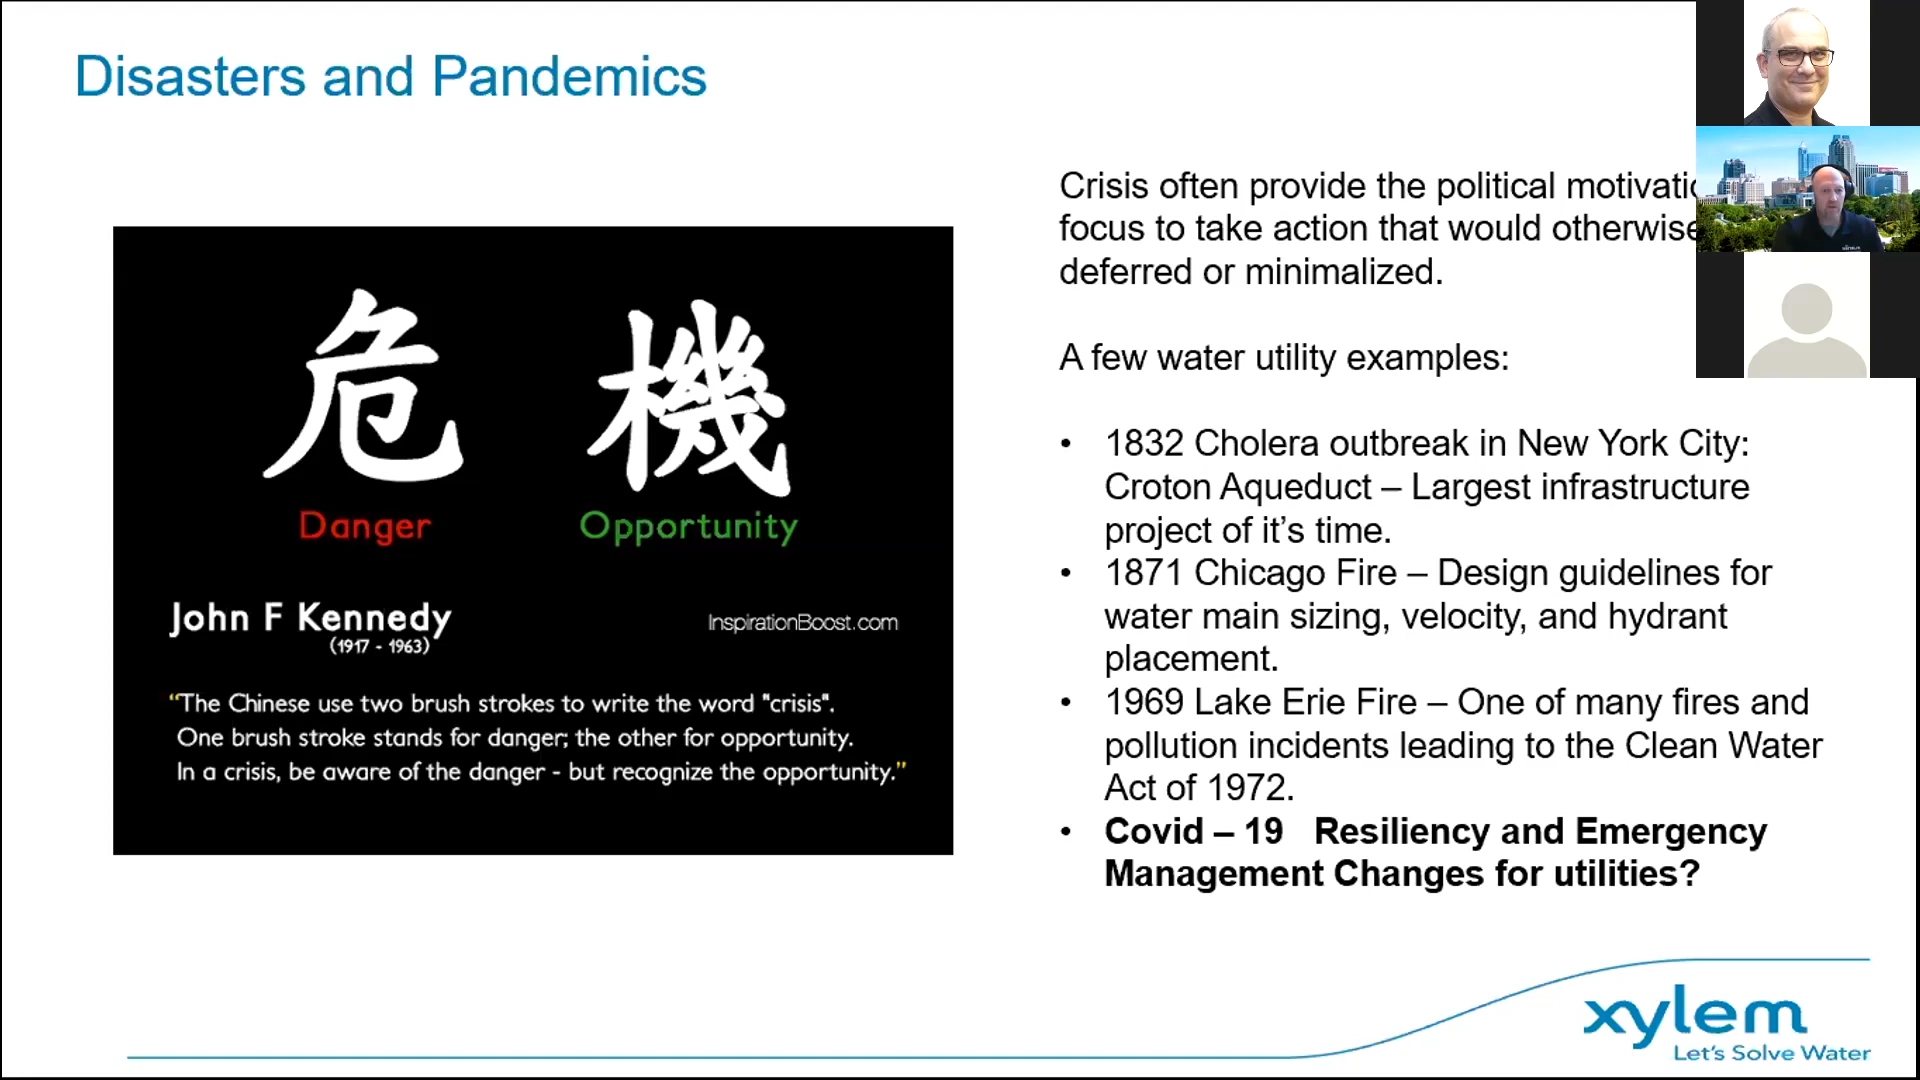 Disasters and Pandemics
危 機
Danger Opportunity
John F Kennedy
(1917 - 1963)
InspirationBoost.com
“The Chinese use two brush strokes to write the word "crisis".
One brush stroke stands for danger; the other for opportunity.
In a crisis, be aware of the danger - but recognize the opportunity.”
Crisis often provide the political
focus to take action that would otherwise
deferred or minimalized.
A few water utility examples:
• 1832 Cholera outbreak in New York City:
Croton Aqueduct – Largest infrastructure
project of it’s time.
• 1871 Chicago Fire – Design guidelines for
water main sizing, velocity, and hydrant
placement.
• 1969 Lake Erie Fire – One of many fires and
pollution incidents leading to the Clean Water
Act of 1972.
• Covid – 19 Resiliency and Emergency
Management Changes for utilities?
xylem
Let’s Solve Water